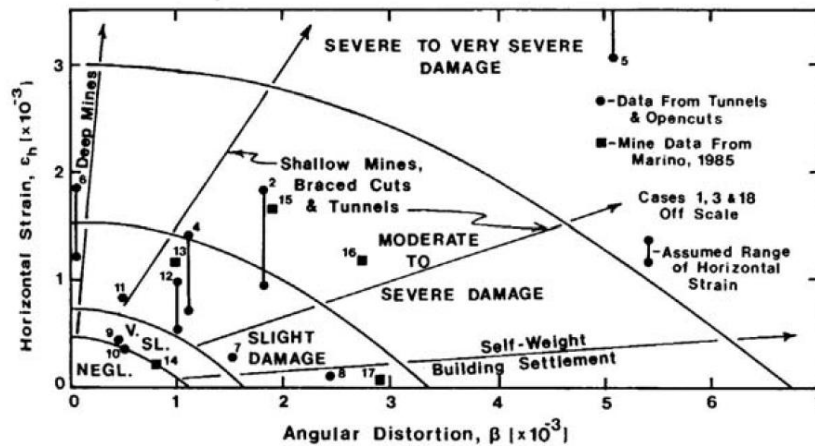 SEVERE TO VERY SEVERE
DAMAGE
5
●-Data From Tunnels
& Opencuts
■-Mine Data From
Marino, 1985
Cases 1, 3 & 18
Off Scale
-Assumed Range
of Horizontal
Strain
Deep Mines
Shallow Mines,
Braced Cuts
& Tunnels
6
2
15
4
13
12
11
16
MODERATE
TO
SEVERE DAMAGE
9
V.
SL.
10
14
NEGL.
SLIGHT
DAMAGE
7
8
17
Self-Weight
Building Settlement
Horizontal Strain, εh [x10⁻³)
3
2
1
0
0
1
2
3
4
5
6
7
Angular Distortion, β [x10⁻³)